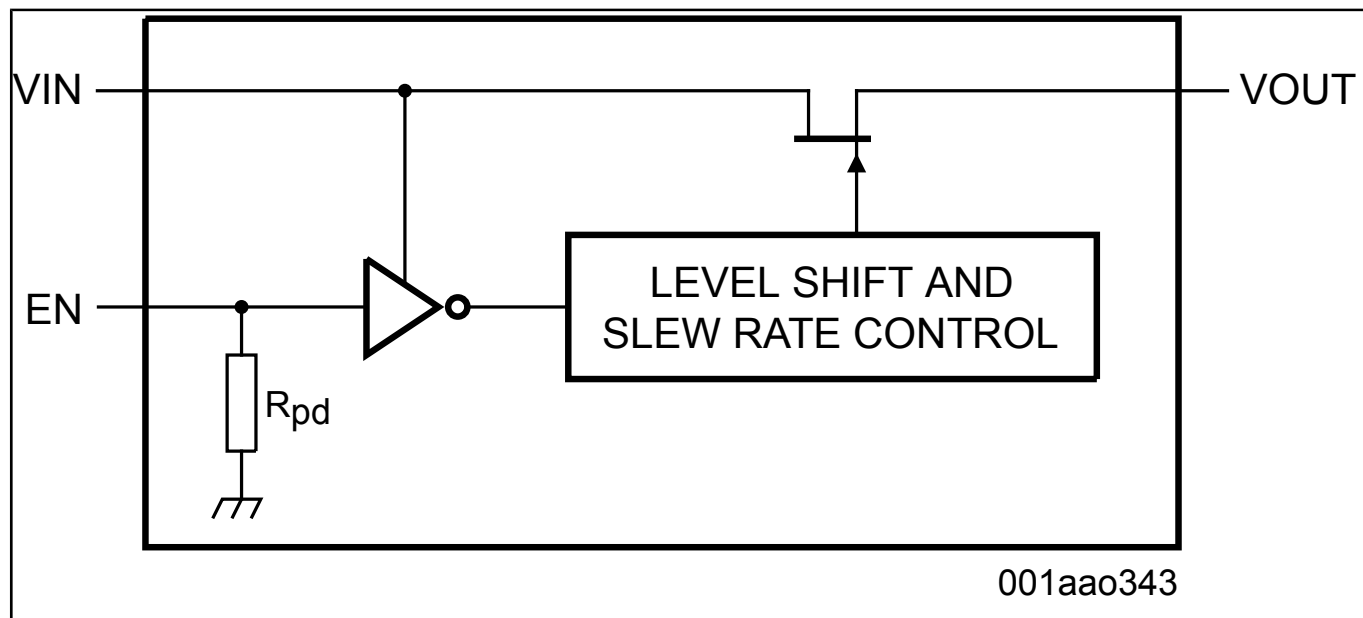 VIN
VOUT
EN
LEVEL SHIFT AND
SLEW RATE CONTROL
Rpd
001aao343